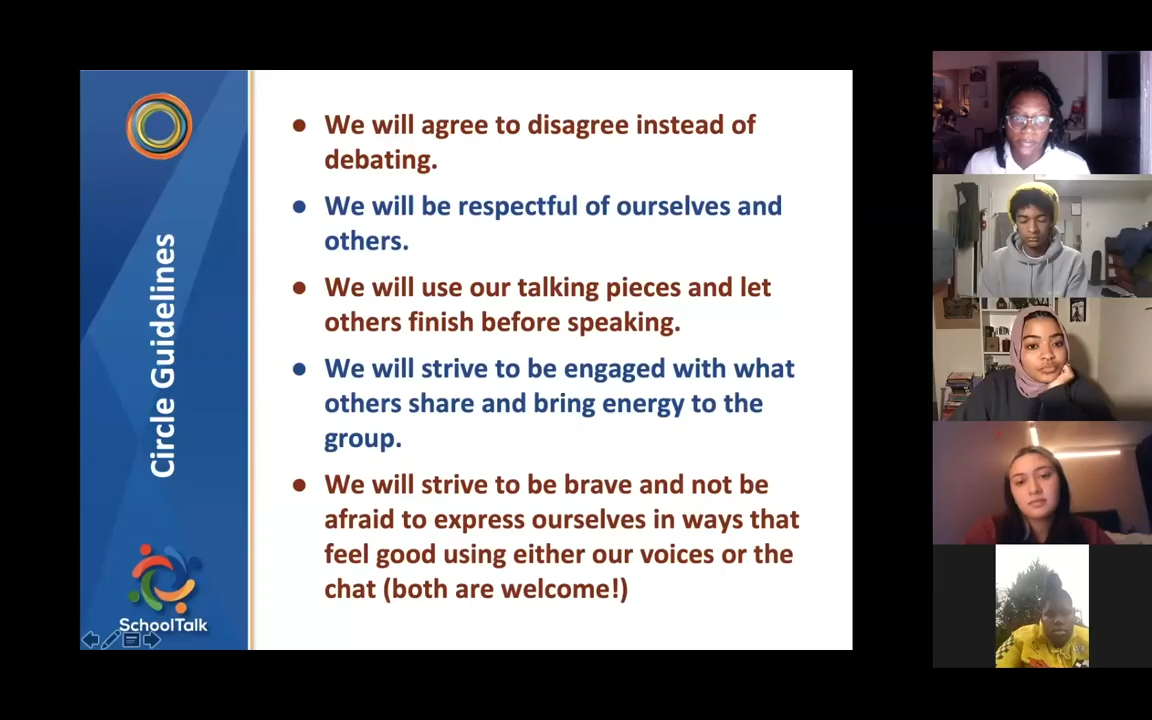 Circle Guidelines
SchoolTalk
● We will agree to disagree instead of
debating.
● We will be respectful of ourselves and
others.
● We will use our talking pieces and let
others finish before speaking.
● We will strive to be engaged with what
others share and bring energy to the
group.
● We will strive to be brave and not be
afraid to express ourselves in ways that
feel good using either our voices or the
chat (both are welcome!)